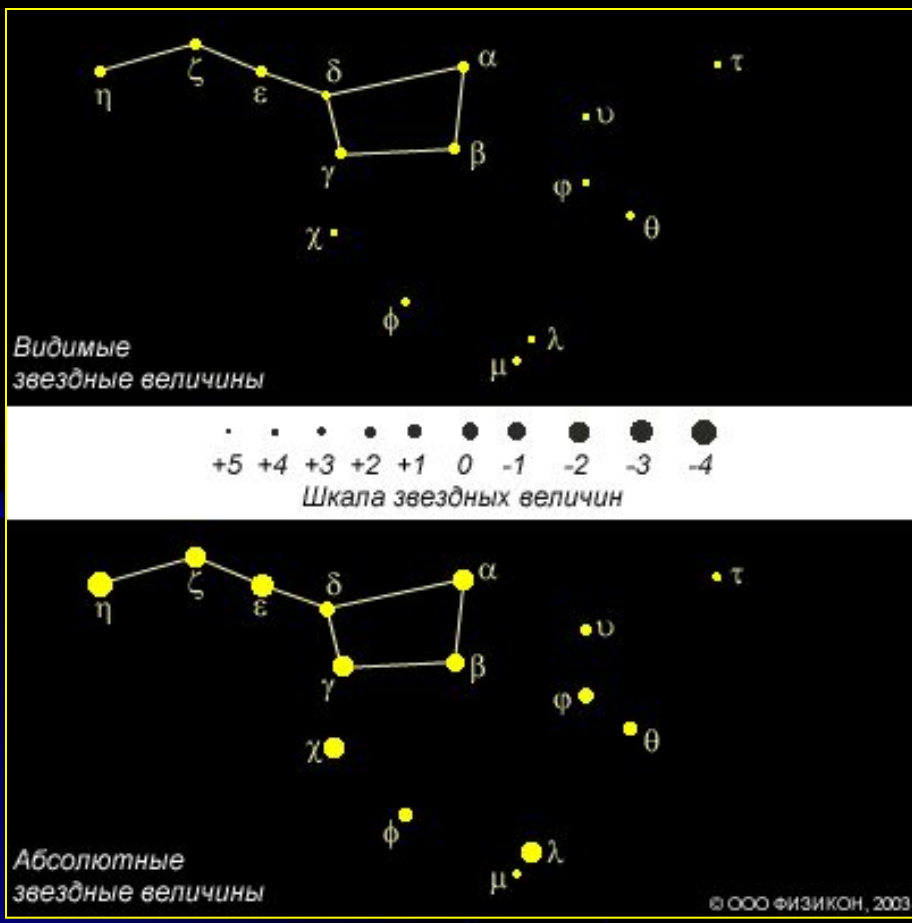 ζ
δ
α
τ
η
ε
υ
γ
β
φ
χ
θ
ϕ
λ
μ
Видимые
звездные величины
+5 +4 +3 +2 +1 0 -1 -2 -3 -4
Шкала звездных величин
α
τ
ζ
δ
η
ε
υ
γ
β
φ
χ
θ
ϕ
λ
μ
Абсолютные
звездные величины
© ООО ФИЗИКОН, 2003